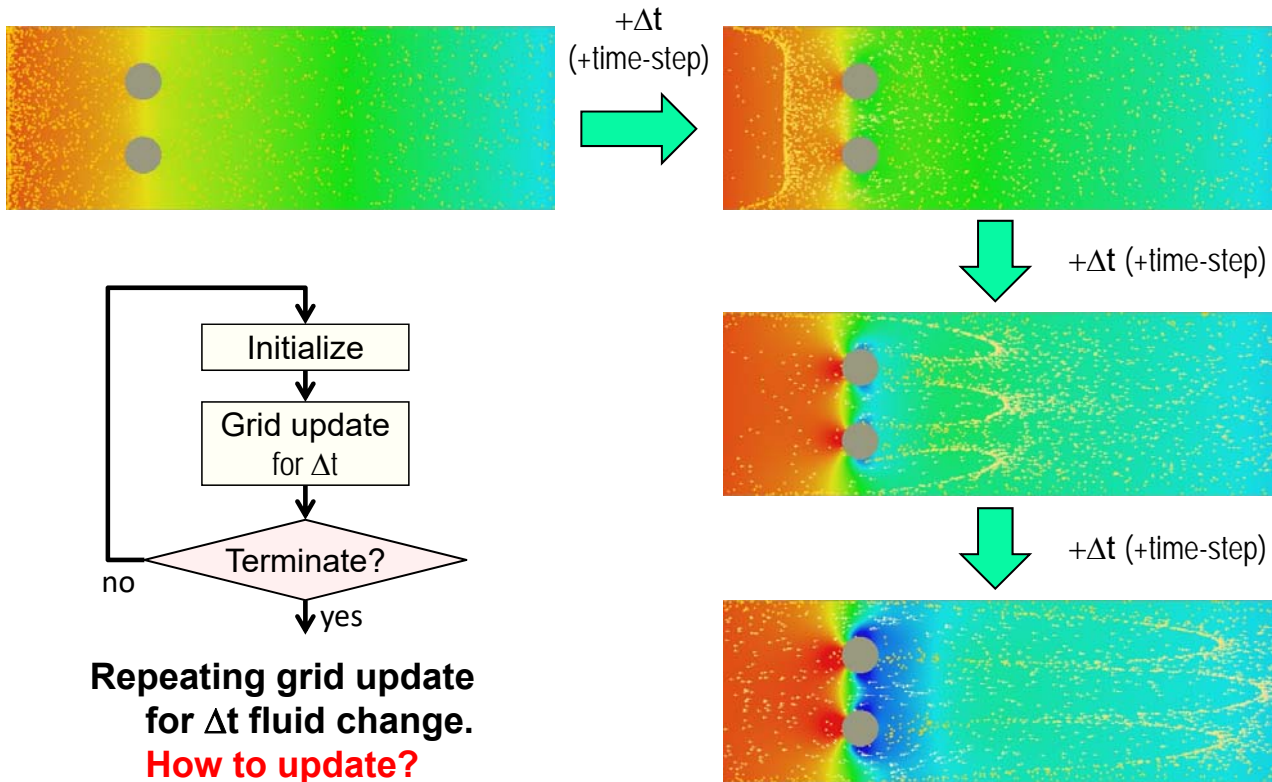 +Δt
(+time-step)
+Δt (+time-step)
+Δt (+time-step)
Initialize
Grid update
for Δt
Terminate?
no
yes
Repeating grid update
for Δt fluid change.
How to update?